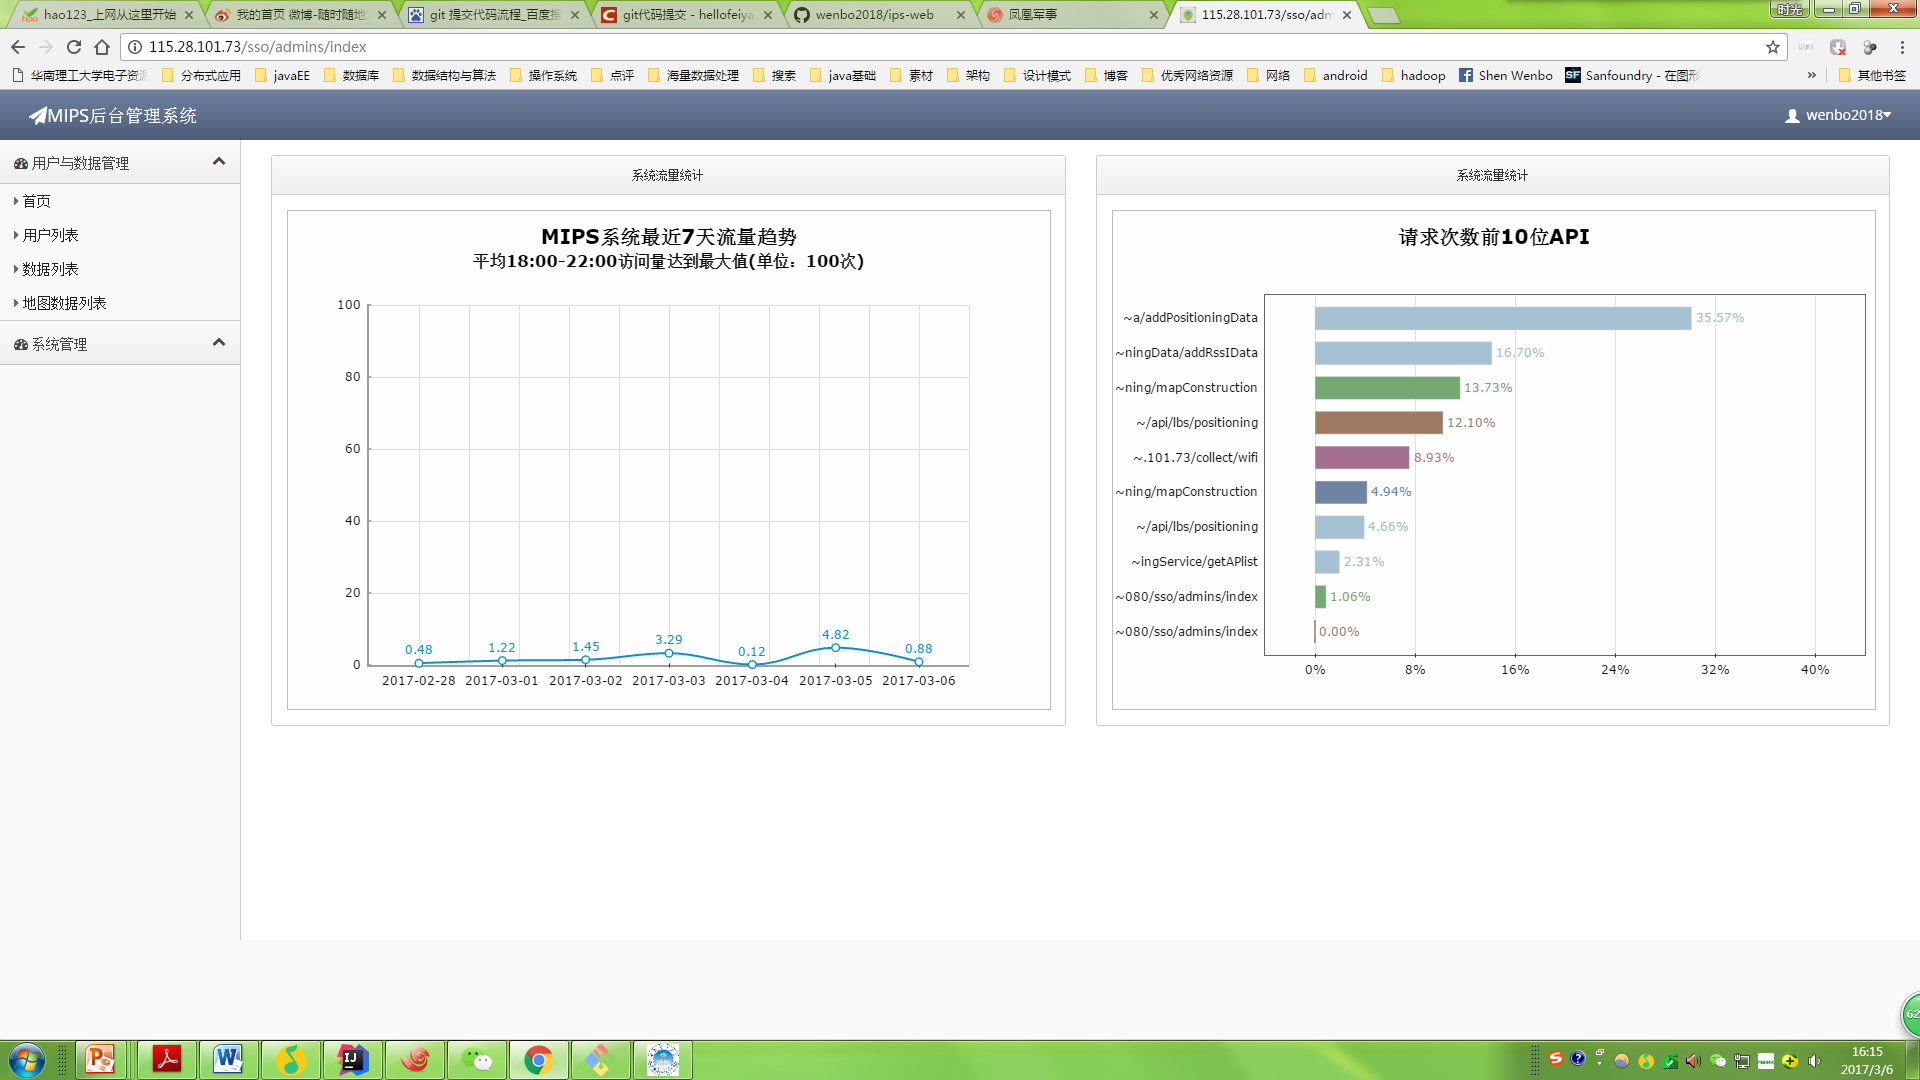 hao123_上网从这里开始
我的首页 微博-随时随地
git 提交代码流程_百度搜
git代码提交 - hellofeiya
wenbo2018/ips-web
凤凰军事
115.28.101.73/sso/adm
时光
115.28.101.73/sso/admins/index
华南理工大学电子资源
分布式应用
javaEE
数据库
数据结构与算法
操作系统
点评
海量数据处理
搜索
java基础
素材
架构
设计模式
博客
优秀网络资源
网络
android
hadoop
Shen Wenbo
Sanfoundry - 在图形
»
其他书签
MIPS后台管理系统
wenbo2018
用户与数据管理
首页
用户列表
数据列表
地图数据列表
系统管理
系统流量统计
MIPS系统最近7天流量趋势
平均18:00-22:00访问量达到最大值(单位：100次)
100
80
60
40
20
0
0.48
1.22
1.45
3.29
0.12
4.82
0.88
2017-02-28
2017-03-01
2017-03-02
2017-03-03
2017-03-04
2017-03-05
2017-03-06
系统流量统计
请求次数前10位API
~a/addPositioningData
35.57%
~ningData/addRssIData
16.70%
~ning/mapConstruction
13.73%
~/api/lbs/positioning
12.10%
~.101.73/collect/wifi
8.93%
~ning/mapConstruction
4.94%
~/api/lbs/positioning
4.66%
~ingService/getAPlist
2.31%
~080/sso/admins/index
1.06%
~080/sso/admins/index
0.00%
0%
8%
16%
24%
32%
40%
62
16:15
2017/3/6